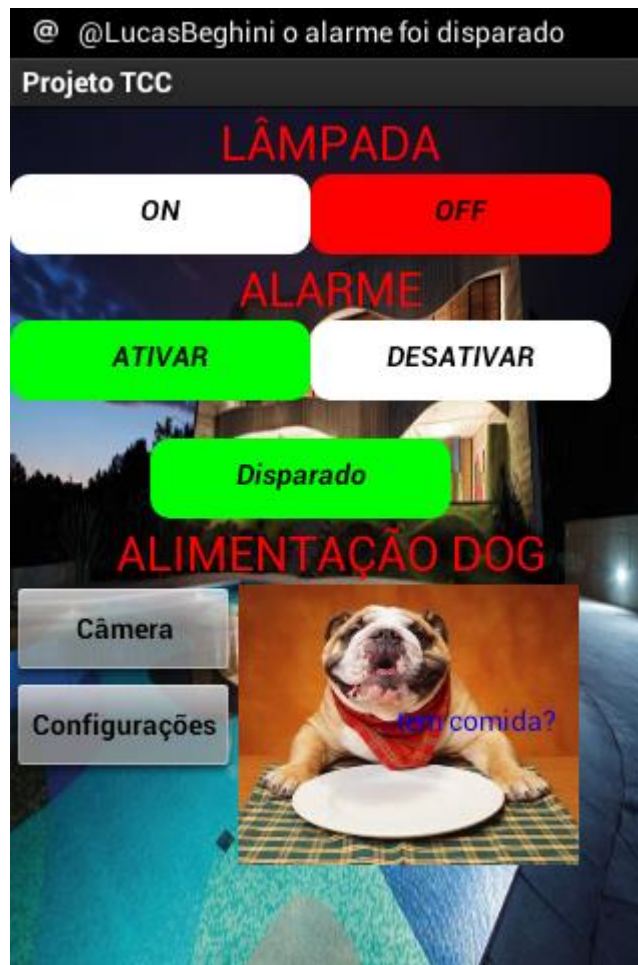 @ @LucasBeghini o alarme foi disparado
Projeto TCC
LÂMPADA
ON OFF
ALARME
ATIVAR DESATIVAR
Disparado
ALIMENTAÇÃO DOG
Câmera
tem comida?
Configurações